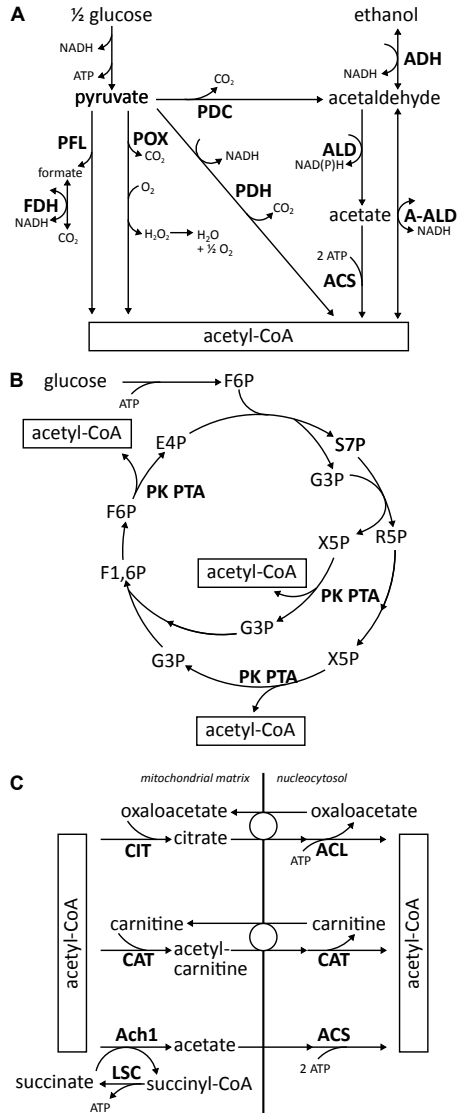 A
½ glucose
ethanol
NADH
ATP
NADH
ADH
CO₂
pyruvate
PDC
acetaldehyde
PFL
POX
CO₂
NADH
ALD
NAD(P)H
formate
O₂
PDH
CO₂
FDH
NADH
acetate
A-ALD
NADH
CO₂
H₂O₂
H₂O
+ ½ O₂
2 ATP
ACS
acetyl-CoA
B
glucose
F6P
ATP
acetyl-CoA
E4P
S7P
G3P
PK PTA
F6P
X5P
R5P
F1,6P
acetyl-CoA
PK PTA
G3P
G3P
X5P
PK PTA
acetyl-CoA
C
mitochondrial matrix
nucleocytosol
oxaloacetate
oxaloacetate
CIT
citrate
ATP
ACL
acetyl-CoA
acetyl-CoA
carnitine
carnitine
CAT
acetyl-
carnitine
CAT
Ach1
acetate
ACS
2 ATP
succinate
LSC
succinyl-CoA
ATP